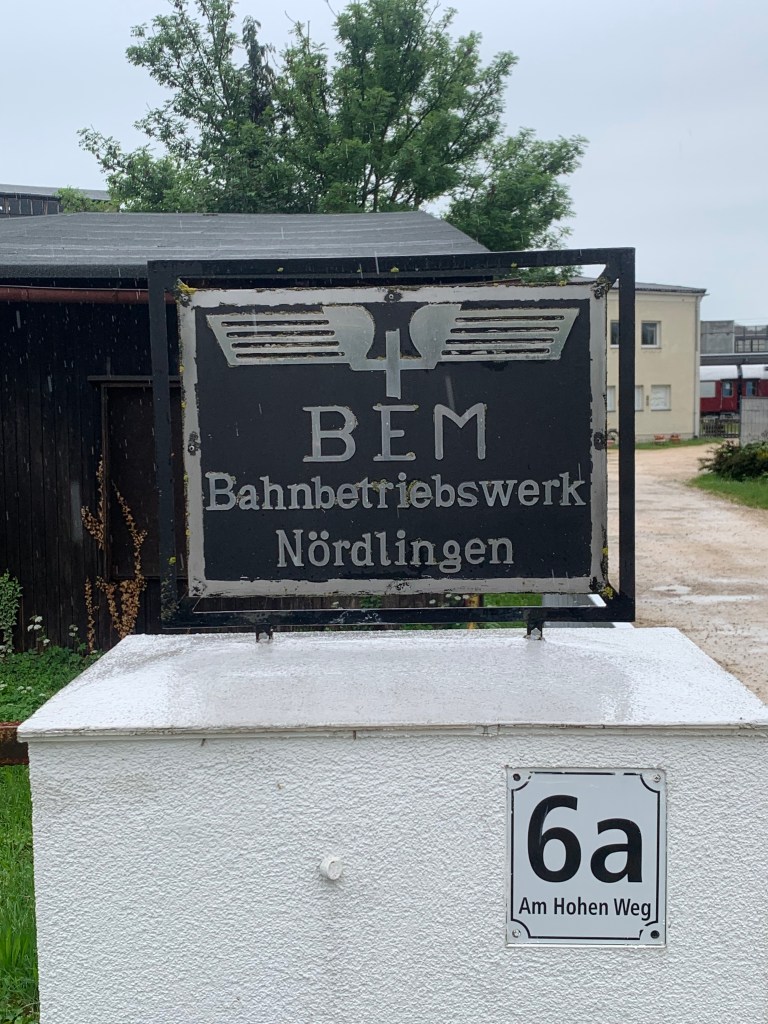 BEM
Bahnbetriebswerk
Nördlingen
6a
Am Hohen Weg